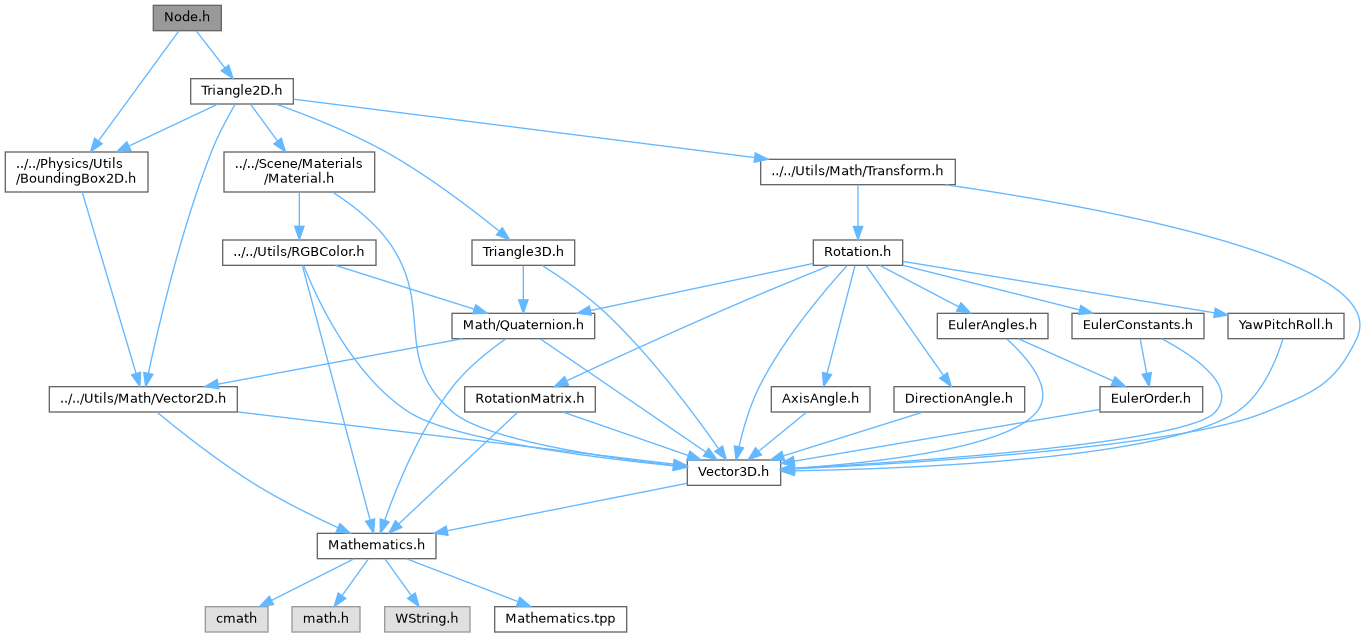 Node.h
Triangle2D.h
../../Physics/Utils
/BoundingBox2D.h
../../Scene/Materials
/Material.h
../../Utils/Math/Transform.h
../../Utils/RGBColor.h
Triangle3D.h
Rotation.h
Math/Quaternion.h
EulerAngles.h
EulerConstants.h
YawPitchRoll.h
../../Utils/Math/Vector2D.h
RotationMatrix.h
AxisAngle.h
DirectionAngle.h
EulerOrder.h
Vector3D.h
Mathematics.h
cmath
math.h
WString.h
Mathematics.tpp